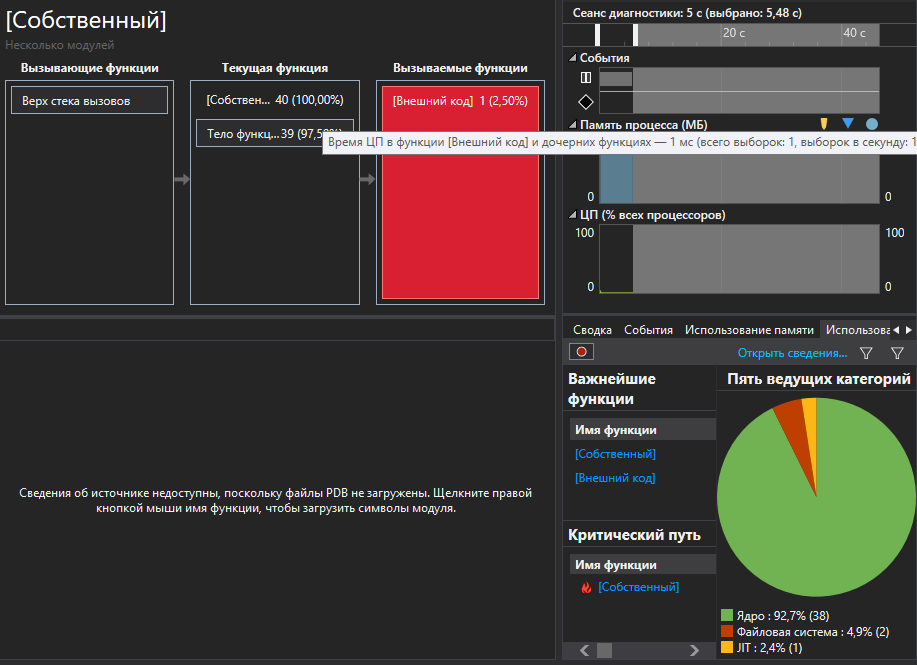 [Собственный]
Несколько модулей
Вызывающие функции
Текущая функция
Вызываемые функции
Верх стека вызовов
[Собствен... 40 (100,00%)
Тело функц... 39 (97,50%)
[Внешний код] 1 (2,50%)
Время ЦП в функции [Внешний код] и дочерних функциях — 1 мс (всего выборок: 1, выборок в секунду: 1
Сведения об источнике недоступны, поскольку файлы PDB не загружены. Щелкните правой
кнопкой мыши имя функции, чтобы загрузить символы модуля.
Сеанс диагностики: 5 с (выбрано: 5,48 с)
20 с
40 с
События
Память процесса (МБ)
0
0
ЦП (% всех процессоров)
100
100
0
0
Сводка
События
Использование памяти
Использова
Открыть сведения...
Важнейшие
функции
Имя функции
[Собственный]
[Внешний код]
Критический путь
Имя функции
[Собственный]
Пять ведущих категорий
Ядро : 92,7% (38)
Файловая система : 4,9% (2)
JIT : 2,4% (1)